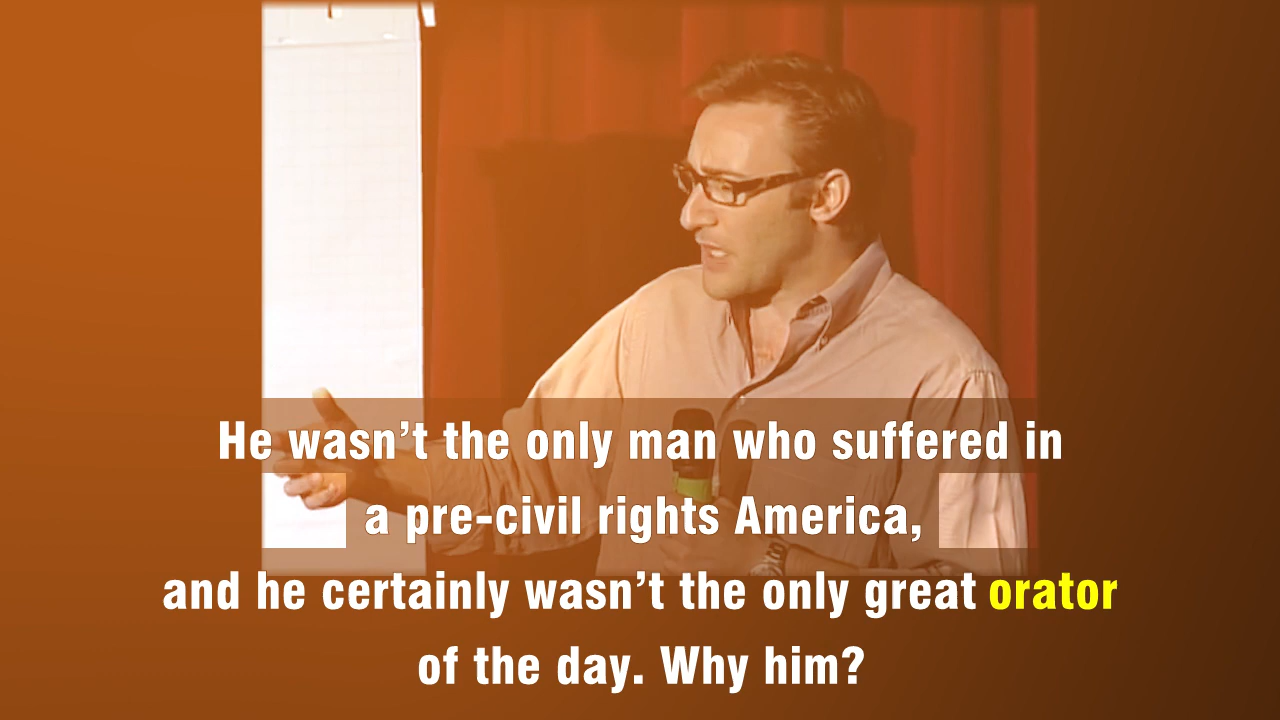 He wasn’t the only man who suffered in
a pre-civil rights America,
and he certainly wasn’t the only great orator
of the day. Why him?